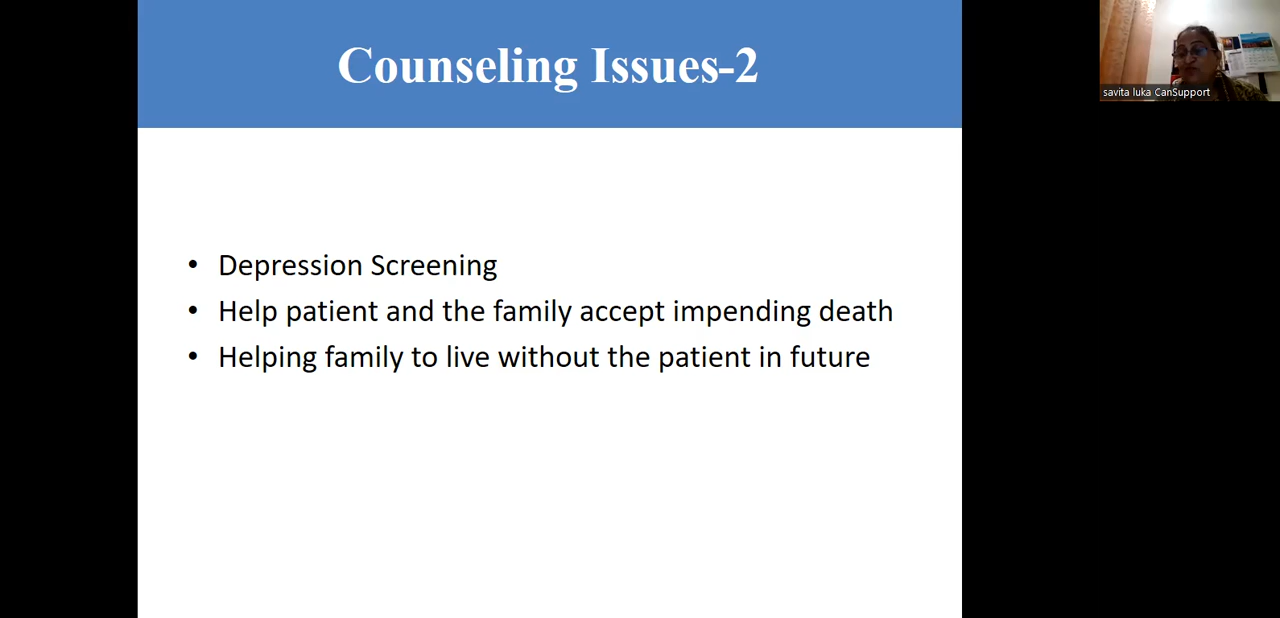 Counseling Issues-2
savita luka CanSupport
• Depression Screening
• Help patient and the family accept impending death
• Helping family to live without the patient in future